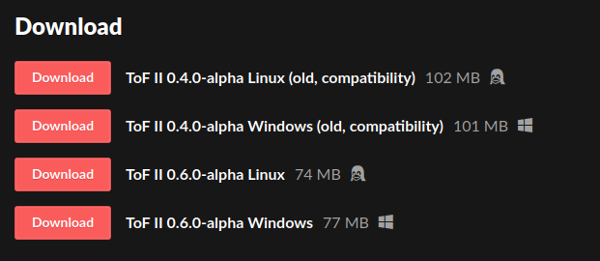 Download
Download ToF II 0.4.0-alpha Linux (old, compatibility) 102 MB
Download ToF II 0.4.0-alpha Windows (old, compatibility) 101 MB
Download ToF II 0.6.0-alpha Linux 74 MB
Download ToF II 0.6.0-alpha Windows 77 MB